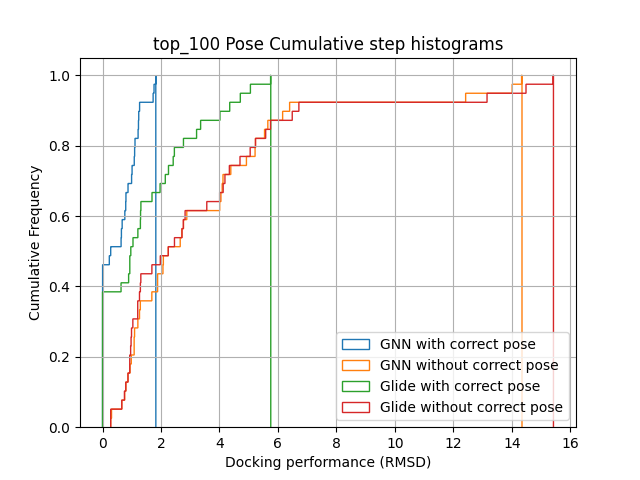 top_100 Pose Cumulative step histograms
1.0
0.8
0.6
0.4
0.2
0.0
Cumulative Frequency
GNN with correct pose
GNN without correct pose
Glide with correct pose
Glide without correct pose
0 2 4 6 8 10 12 14 16
Docking performance (RMSD)